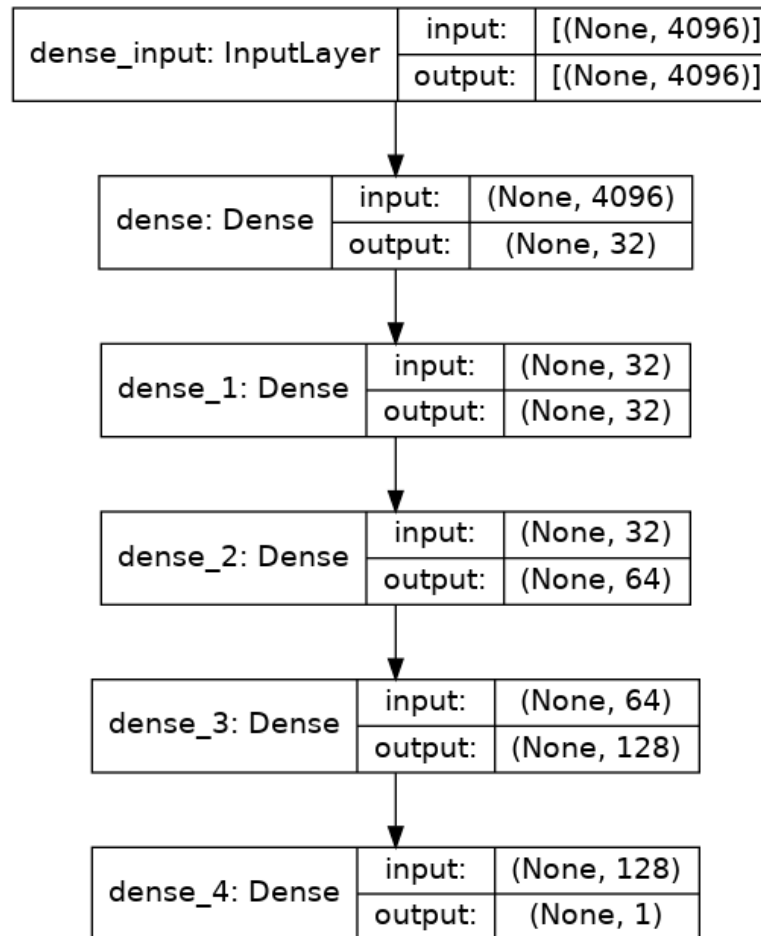 dense_input: InputLayer
input: [(None, 4096)]
output: [(None, 4096)]
dense: Dense
input: (None, 4096)
output: (None, 32)
dense_1: Dense
input: (None, 32)
output: (None, 32)
dense_2: Dense
input: (None, 32)
output: (None, 64)
dense_3: Dense
input: (None, 64)
output: (None, 128)
dense_4: Dense
input: (None, 128)
output: (None, 1)